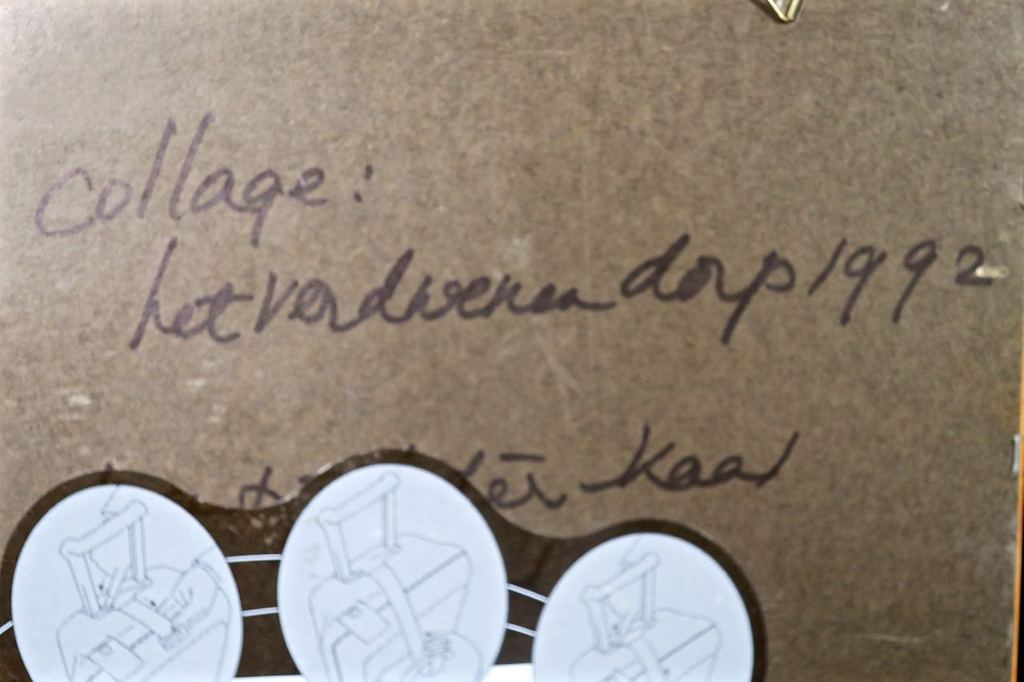 collage:
het verdwenen dorp 1992
Kaal